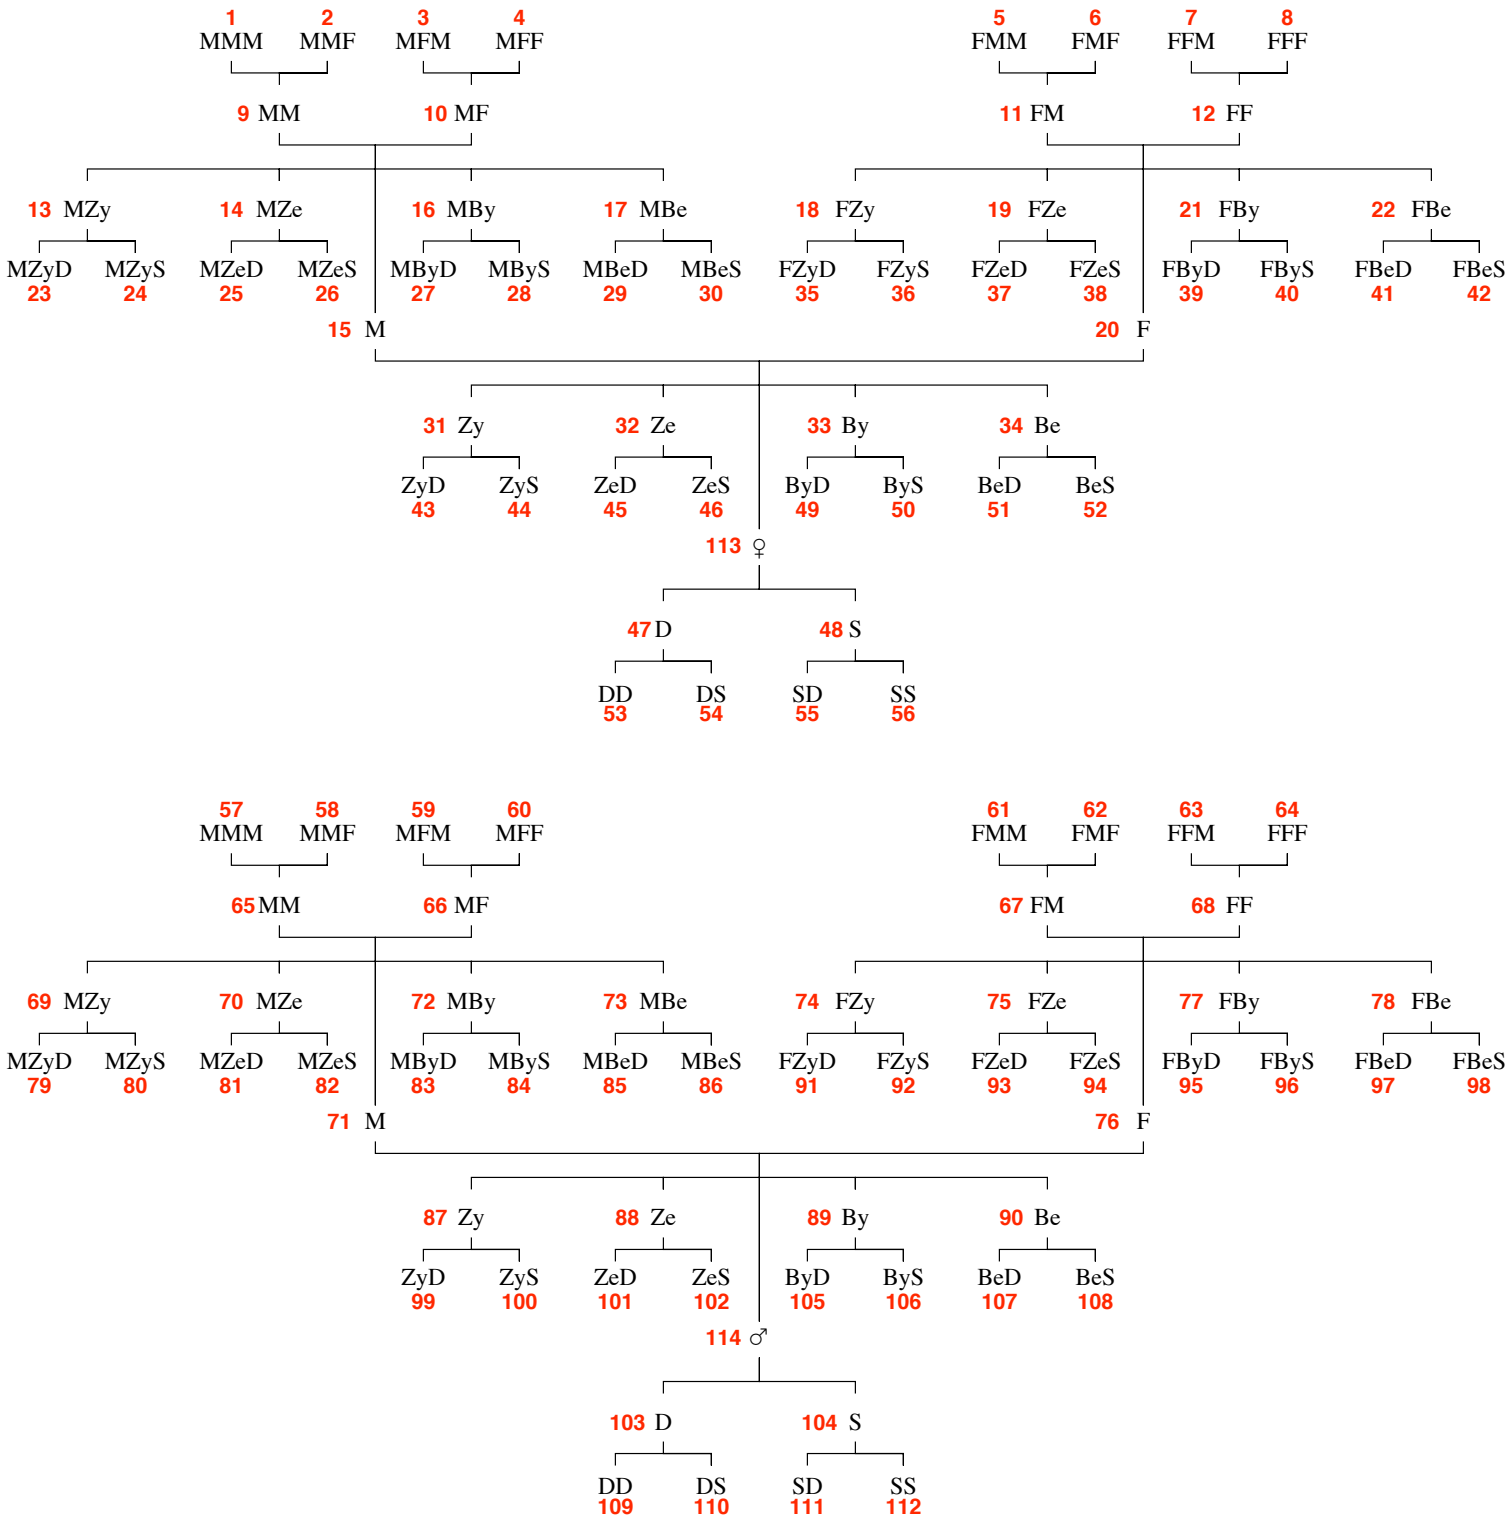 1 2 3 4 5 6 7 8
MMM MMF MFM MFF FMM FMF FFM FFF
9 MM 10 MF 11 FM 12 FF
13 MZy 14 MZe 16 MBy 17 MBe 18 FZy 19 FZe 21 FBy 22 FBe
MZyD MZyS MZeD MZeS MByD MByS MBeD MBeS FZyD FZyS FZeD FZeS FByD FByS FBeD FBeS
23 24 25 26 27 28 29 30 35 36 37 38 39 40 41 42
15 M 20 F
31 Zy 32 Ze 33 By 34 Be
ZyD ZyS ZeD ZeS ByD ByS BeD BeS
43 44 45 46 49 50 51 52
113 ♀
47 D 48 S
DD DS SD SS
53 54 55 56
57 58 59 60 61 62 63 64
MMM MMF MFM MFF FMM FMF FFM FFF
65 MM 66 MF 67 FM 68 FF
69 MZy 70 MZe 72 MBy 73 MBe 74 FZy 75 FZe 77 FBy 78 FBe
MZyD MZyS MZeD MZeS MByD MByS MBeD MBeS FZyD FZyS FZeD FZeS FByD FByS FBeD FBeS
79 80 81 82 83 84 85 86 91 92 93 94 95 96 97 98
71 M 76 F
87 Zy 88 Ze 89 By 90 Be
ZyD ZyS ZeD ZeS ByD ByS BeD BeS
99 100 101 102 105 106 107 108
114 ♂
103 D 104 S
DD DS SD SS
109 110 111 112